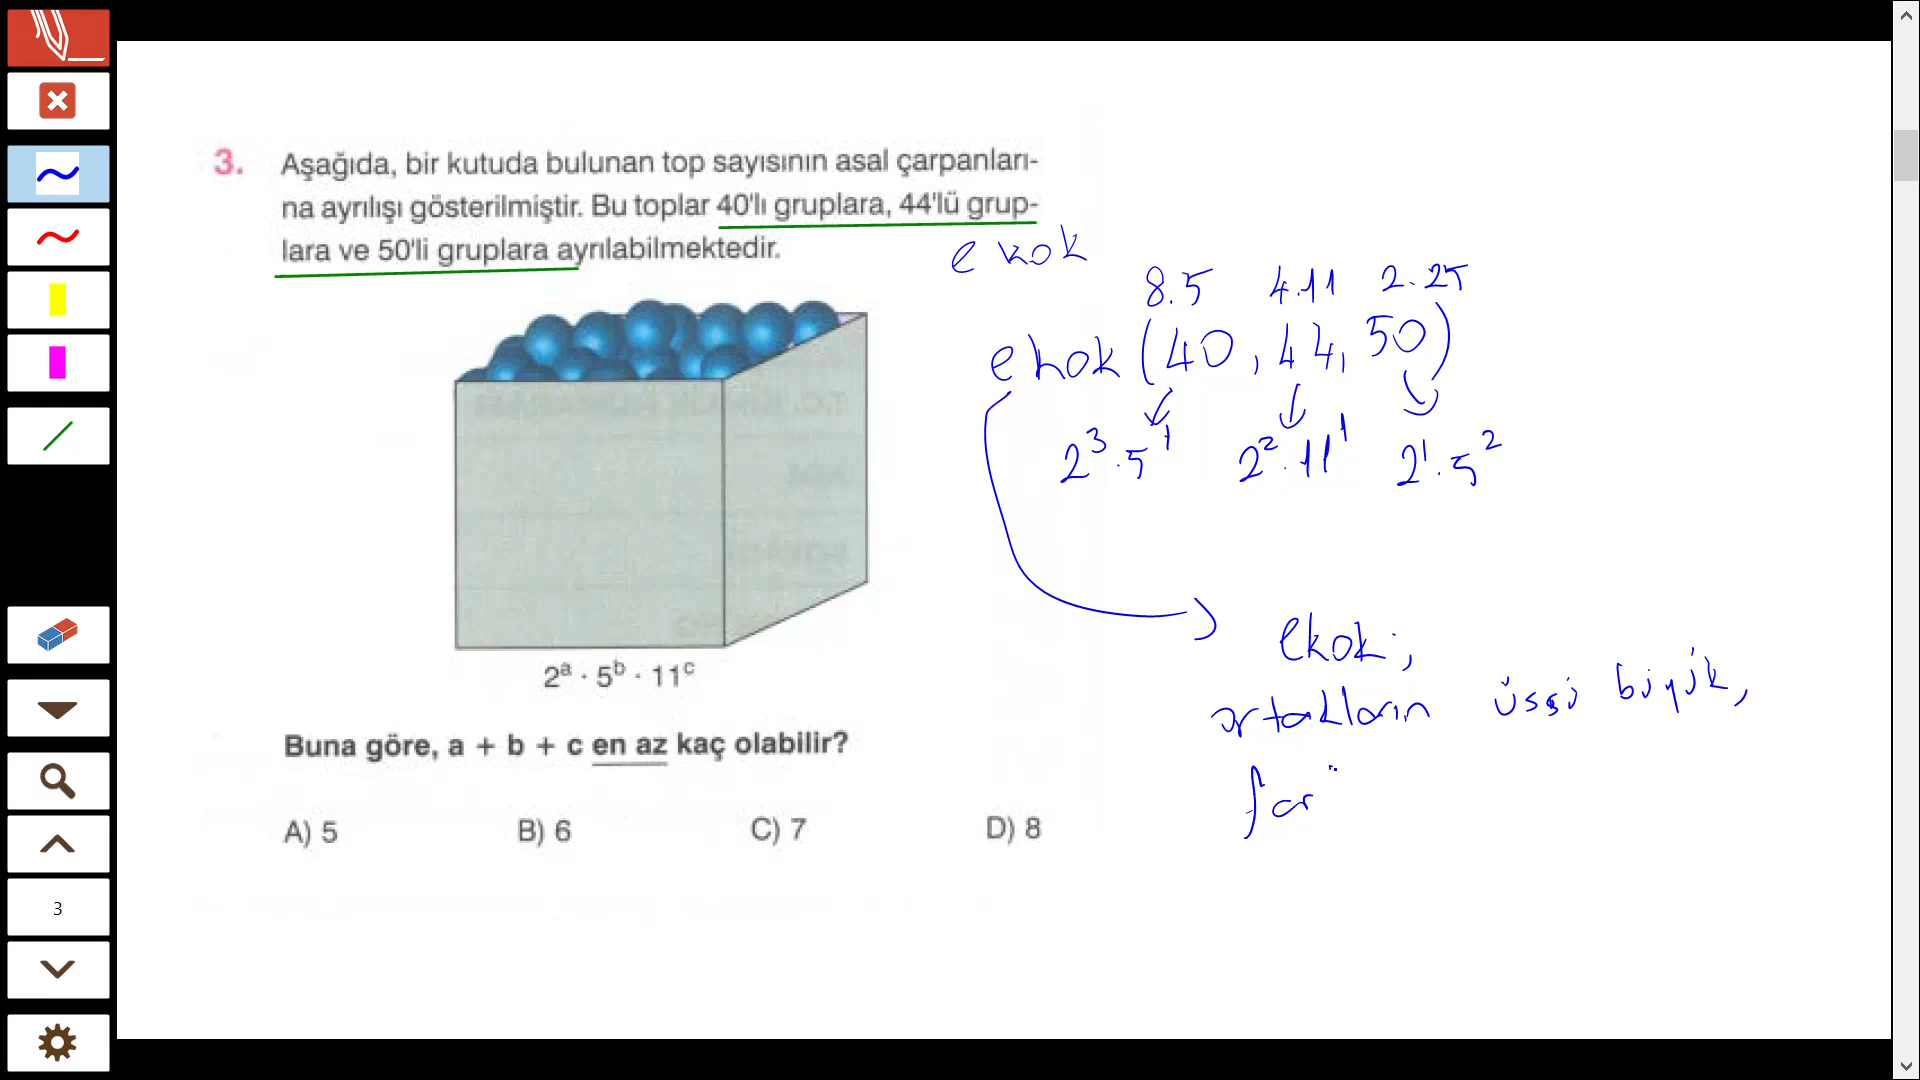 3. Aşağıda, bir kutuda bulunan top sayısının asal çarpanları-
na ayrılışı gösterilmiştir. Bu toplar 40'lı gruplara, 44'lü grup-
lara ve 50'li gruplara ayrılabilmektedir.
2ᵃ · 5ᵇ · 11ᶜ
Buna göre, a + b + c en az kaç olabilir?
A) 5 B) 6 C) 7 D) 8
ekok
8.5 4.11 2.25
ekok (40, 44, 50)
2³.5¹ 2².11¹ 2¹.5²
ekok;
ortakların üssü büyük,
far
3